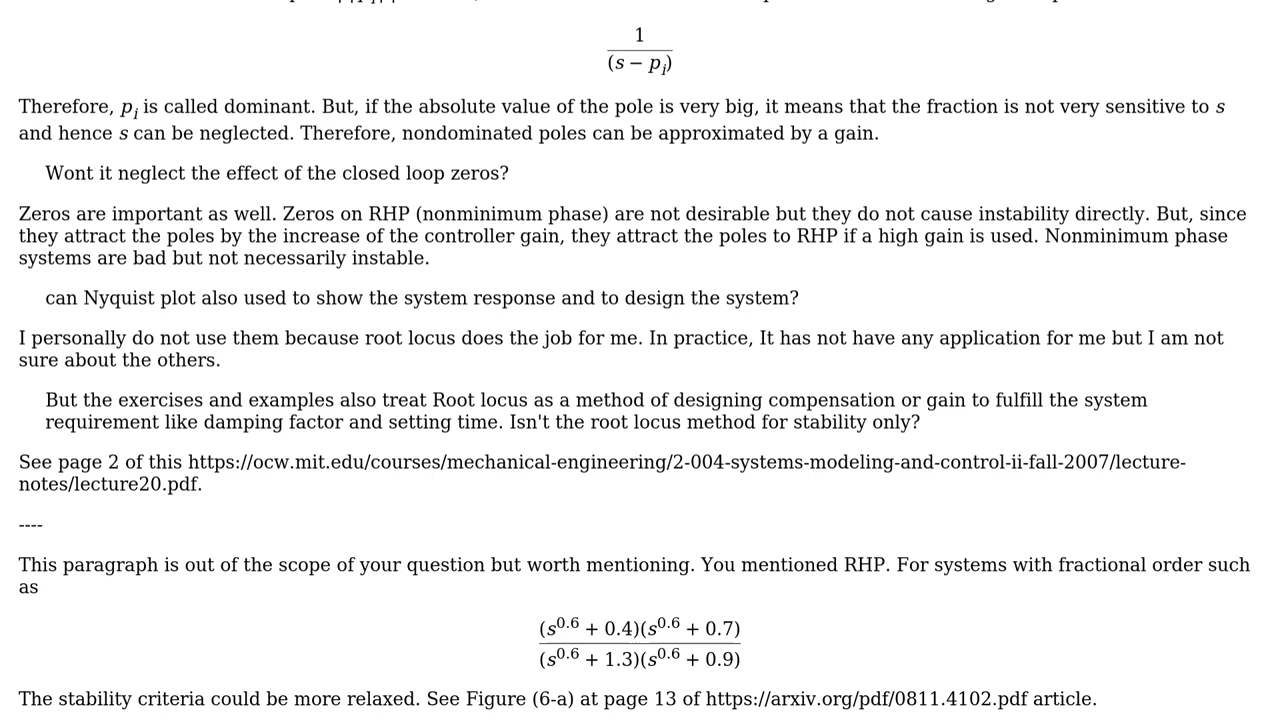 1
(s − pi)
Therefore, pi is called dominant. But, if the absolute value of the pole is very big, it means that the fraction is not very sensitive to s
and hence s can be neglected. Therefore, nondominated poles can be approximated by a gain.
Wont it neglect the effect of the closed loop zeros?
Zeros are important as well. Zeros on RHP (nonminimum phase) are not desirable but they do not cause instability directly. But, since
they attract the poles by the increase of the controller gain, they attract the poles to RHP if a high gain is used. Nonminimum phase
systems are bad but not necessarily instable.
can Nyquist plot also used to show the system response and to design the system?
I personally do not use them because root locus does the job for me. In practice, It has not have any application for me but I am not
sure about the others.
But the exercises and examples also treat Root locus as a method of designing compensation or gain to fulfill the system
requirement like damping factor and setting time. Isn't the root locus method for stability only?
See page 2 of this https://ocw.mit.edu/courses/mechanical-engineering/2-004-systems-modeling-and-control-ii-fall-2007/lecture-
notes/lecture20.pdf.
----
This paragraph is out of the scope of your question but worth mentioning. You mentioned RHP. For systems with fractional order such
as
(s^0.6 + 0.4)(s^0.6 + 0.7)
(s^0.6 + 1.3)(s^0.6 + 0.9)
The stability criteria could be more relaxed. See Figure (6-a) at page 13 of https://arxiv.org/pdf/0811.4102.pdf article.